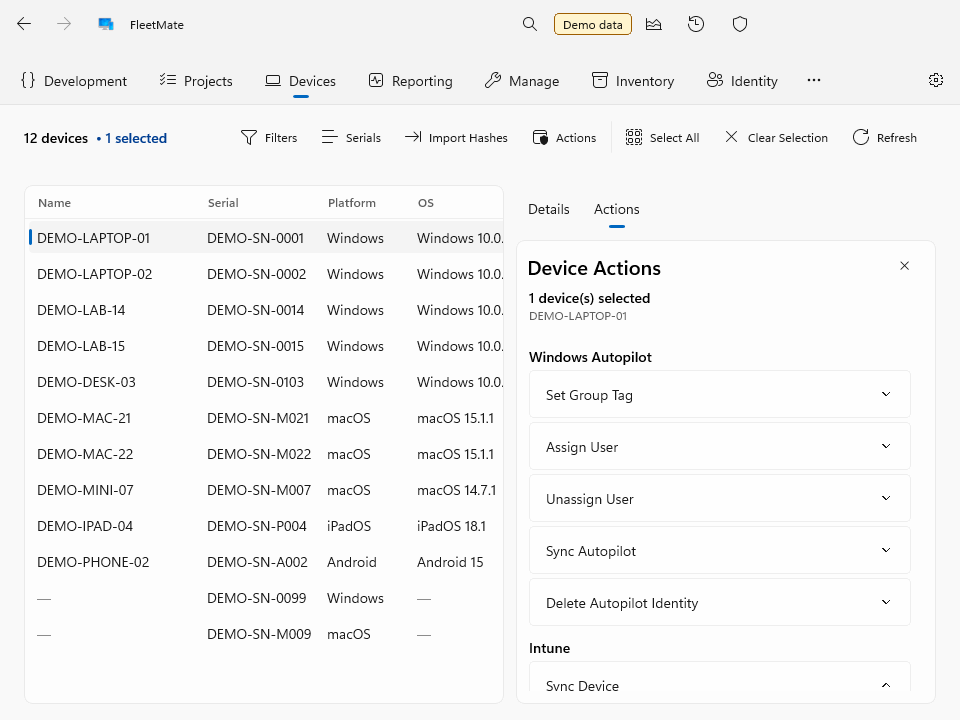 FleetMate
Demo data
Development
Projects
Devices
Reporting
Manage
Inventory
Identity
12 devices • 1 selected
Filters
Serials
Import Hashes
Actions
Select All
Clear Selection
Refresh
Name Serial Platform OS
DEMO-LAPTOP-01 DEMO-SN-0001 Windows Windows 10.0.
DEMO-LAPTOP-02 DEMO-SN-0002 Windows Windows 10.0.
DEMO-LAB-14 DEMO-SN-0014 Windows Windows 10.0.
DEMO-LAB-15 DEMO-SN-0015 Windows Windows 10.0.
DEMO-DESK-03 DEMO-SN-0103 Windows Windows 10.0.
DEMO-MAC-21 DEMO-SN-M021 macOS macOS 15.1.1
DEMO-MAC-22 DEMO-SN-M022 macOS macOS 15.1.1
DEMO-MINI-07 DEMO-SN-M007 macOS macOS 14.7.1
DEMO-IPAD-04 DEMO-SN-P004 iPadOS iPadOS 18.1
DEMO-PHONE-02 DEMO-SN-A002 Android Android 15
— DEMO-SN-0099 Windows —
— DEMO-SN-M009 macOS —
Details
Actions
Device Actions
1 device(s) selected
DEMO-LAPTOP-01
Windows Autopilot
Set Group Tag
Assign User
Unassign User
Sync Autopilot
Delete Autopilot Identity
Intune
Sync Device